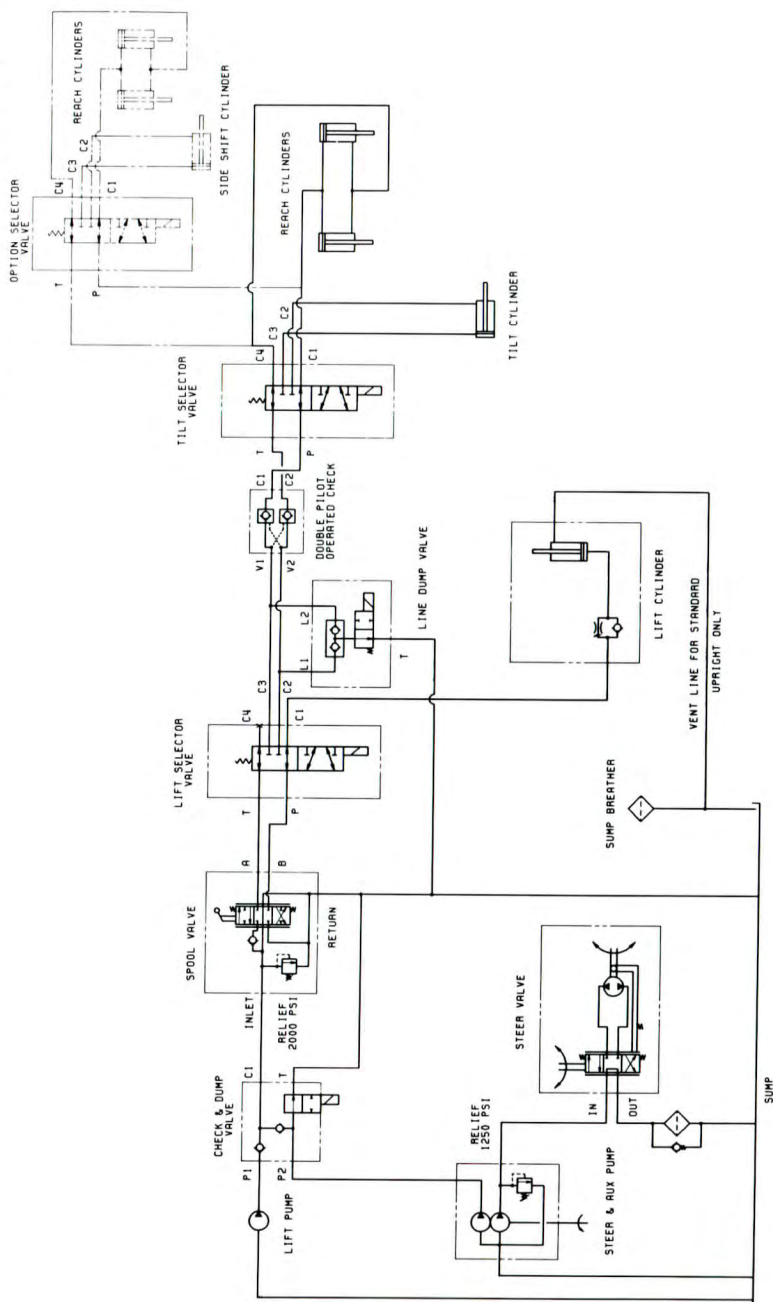 REACH CYLINDERS
SIDE SHIFT CYLINDER
C4
C3
C2
C1
OPTION SELECTOR
VALVE
T
P
REACH CYLINDERS
TILT CYLINDER
C4
C3
C2
C1
TILT SELECTOR
VALVE
T
P
C1
C2
DOUBLE PILOT
OPERATED CHECK
V1
V2
L2
L1
LINE DUMP VALVE
T
LIFT CYLINDER
VENT LINE FOR STANDARD
UPRIGHT ONLY
C4
C3
C2
C1
LIFT SELECTOR
VALVE
T
P
SUMP BREATHER
A
B
SPOOL VALVE
RETURN
INLET
RELIEF
2000 PSI
STEER VALVE
IN
OUT
SUMP
C1
T
CHECK & DUMP
VALVE
P1
P2
LIFT PUMP
RELIEF
1250 PSI
STEER & AUX PUMP